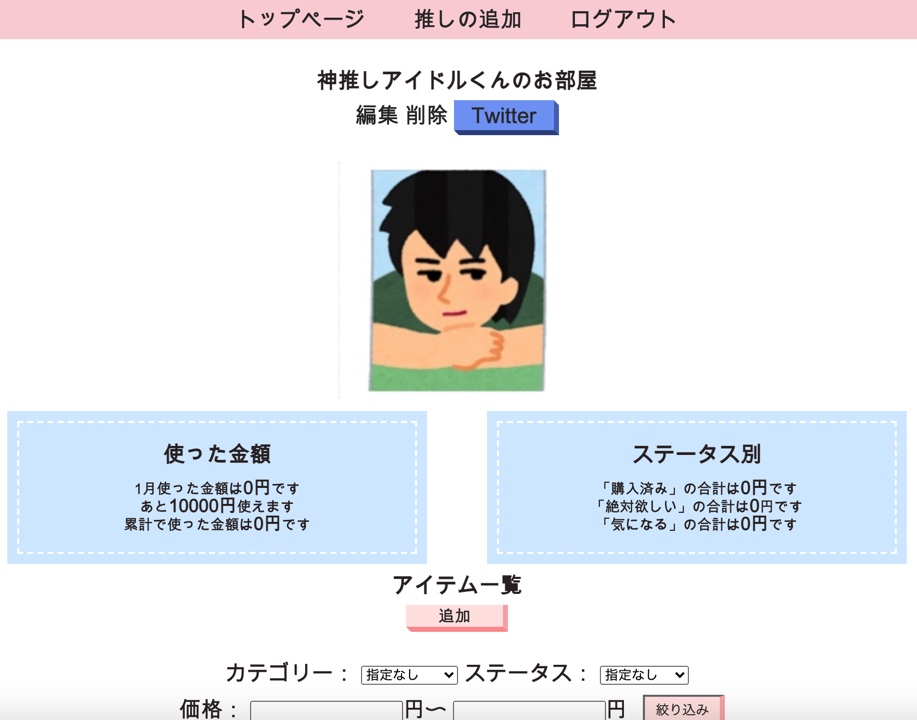 トップページ 推しの追加 ログアウト
神推しアイドルくんのお部屋
編集 削除 Twitter
使った金額
1月使った金額は0円です
あと10000円使えます
累計で使った金額は0円です
ステータス別
「購入済み」の合計は0円です
「絶対欲しい」の合計は0円です
「気になる」の合計は0円です
アイテム一覧
追加
カテゴリー： 指定なし ステータス： 指定なし
価格： 円〜 円 絞り込み